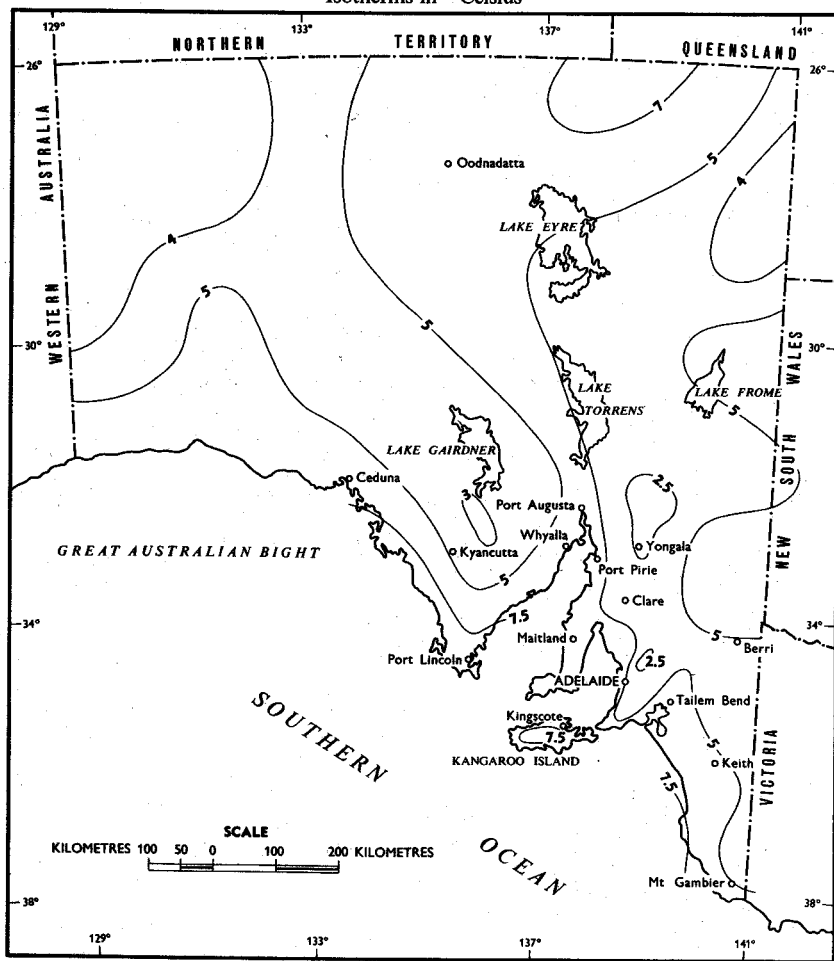 Isotherms in ° Celsius
129° 133° 137° 141°
NORTHERN TERRITORY QUEENSLAND
26° 26°
7
Oodnadatta
5
4
WESTERN AUSTRALIA
LAKE EYRE
4
5
5
30° 30°
LAKE TORRENS
LAKE FROME
5
NEW SOUTH WALES
LAKE GAIRDNER
Ceduna
3
2.5
Port Augusta
GREAT AUSTRALIAN BIGHT
Kyancutta
Whyalla
Yongala
Port Pirie
5
Clare
7.5
34° 34°
Maitland
5
Berri
Port Lincoln
2.5
ADELAIDE
Tailem Bend
Kingscote
7.5
5
KANGAROO ISLAND
Keith
VICTORIA
7.5
SOUTHERN OCEAN
SCALE
KILOMETRES 100 50 0 100 200 KILOMETRES
Mt Gambier
38° 38°
129° 133° 137° 141°